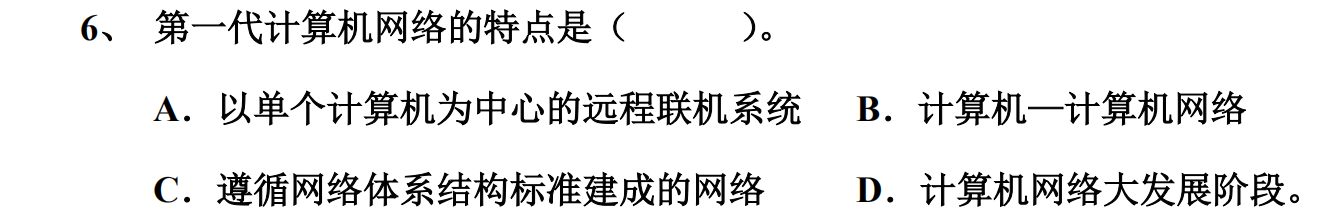 6、 第一代计算机网络的特点是（　　　）。
A．以单个计算机为中心的远程联机系统 B．计算机—计算机网络
C．遵循网络体系结构标准建成的网络 D．计算机网络大发展阶段。